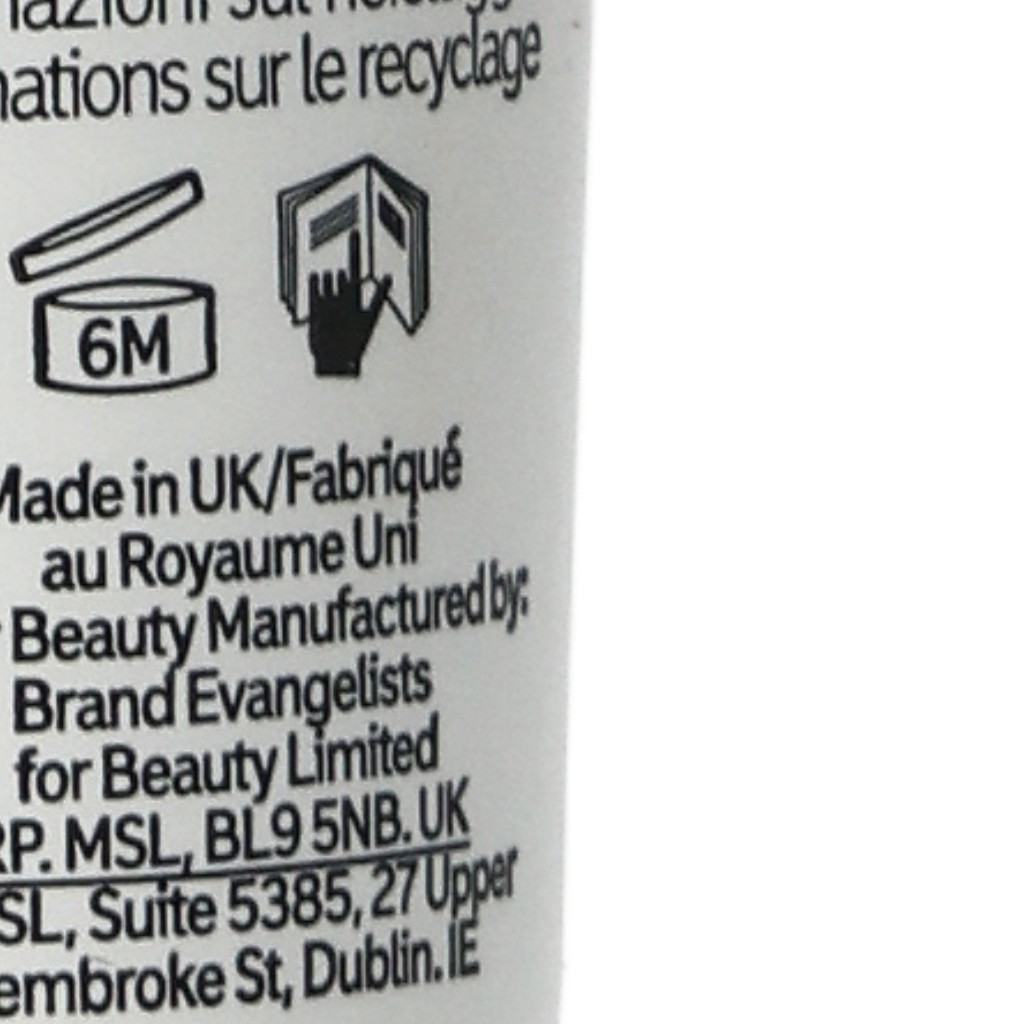 sur le recyclage
6M
Made in UK/Fabriqué
au Royaume Uni
Beauty Manufactured by:
Brand Evangelists
for Beauty Limited
RP. MSL, BL9 5NB. UK
SL, Suite 5385, 27 Upper
embroke St, Dublin. IE